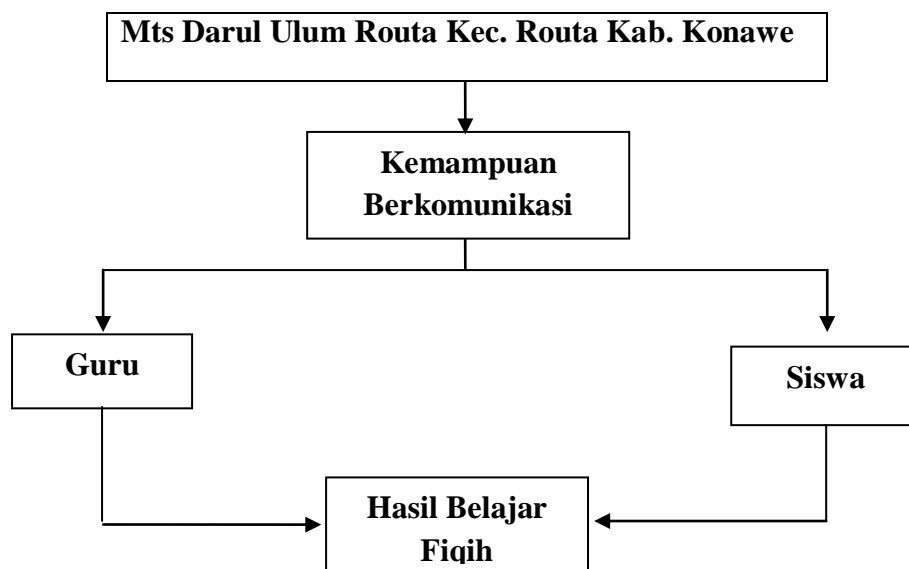 Mts Darul Ulum Routa Kec. Routa Kab. Konawe
Kemampuan
Berkomunikasi
Guru
Siswa
Hasil Belajar
Fiqih